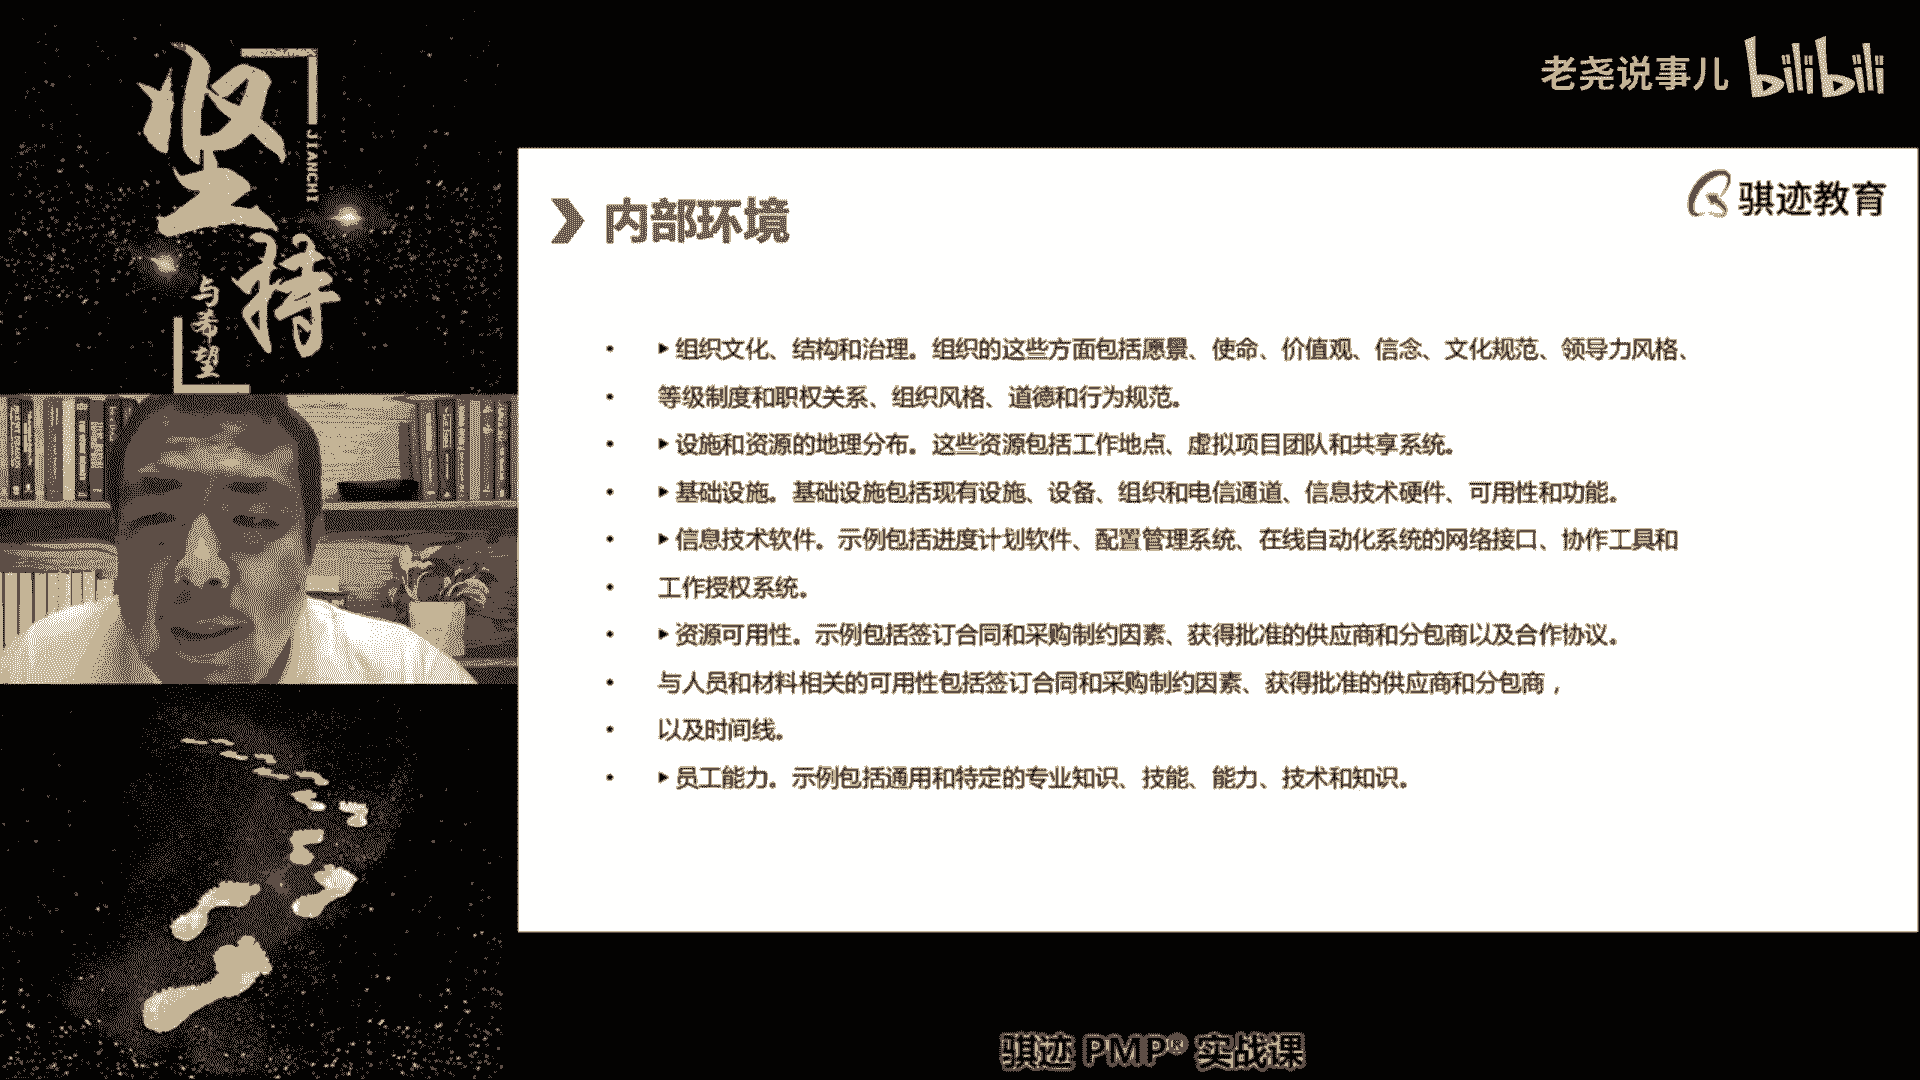 坚持
JIANCHI
与希望
老尧说事儿 bilibili
骐迹教育
内部环境
• ▸组织文化、结构和治理。组织的这些方面包括愿景、使命、价值观、信念、文化规范、领导力风格、
• 等级制度和职权关系、组织风格、道德和行为规范。
• ▸设施和资源的地理分布。这些资源包括工作地点、虚拟项目团队和共享系统。
• ▸基础设施。基础设施包括现有设施、设备、组织和电信通道、信息技术硬件、可用性和功能。
• ▸信息技术软件。示例包括进度计划软件、配置管理系统、在线自动化系统的网络接口、协作工具和
• 工作授权系统。
• ▸资源可用性。示例包括签订合同和采购制约因素、获得批准的供应商和分包商以及合作协议。
• 与人员和材料相关的可用性包括签订合同和采购制约因素、获得批准的供应商和分包商，
• 以及时间线。
• ▸员工能力。示例包括通用和特定的专业知识、技能、能力、技术和知识。
骐迹 PMP® 实战课